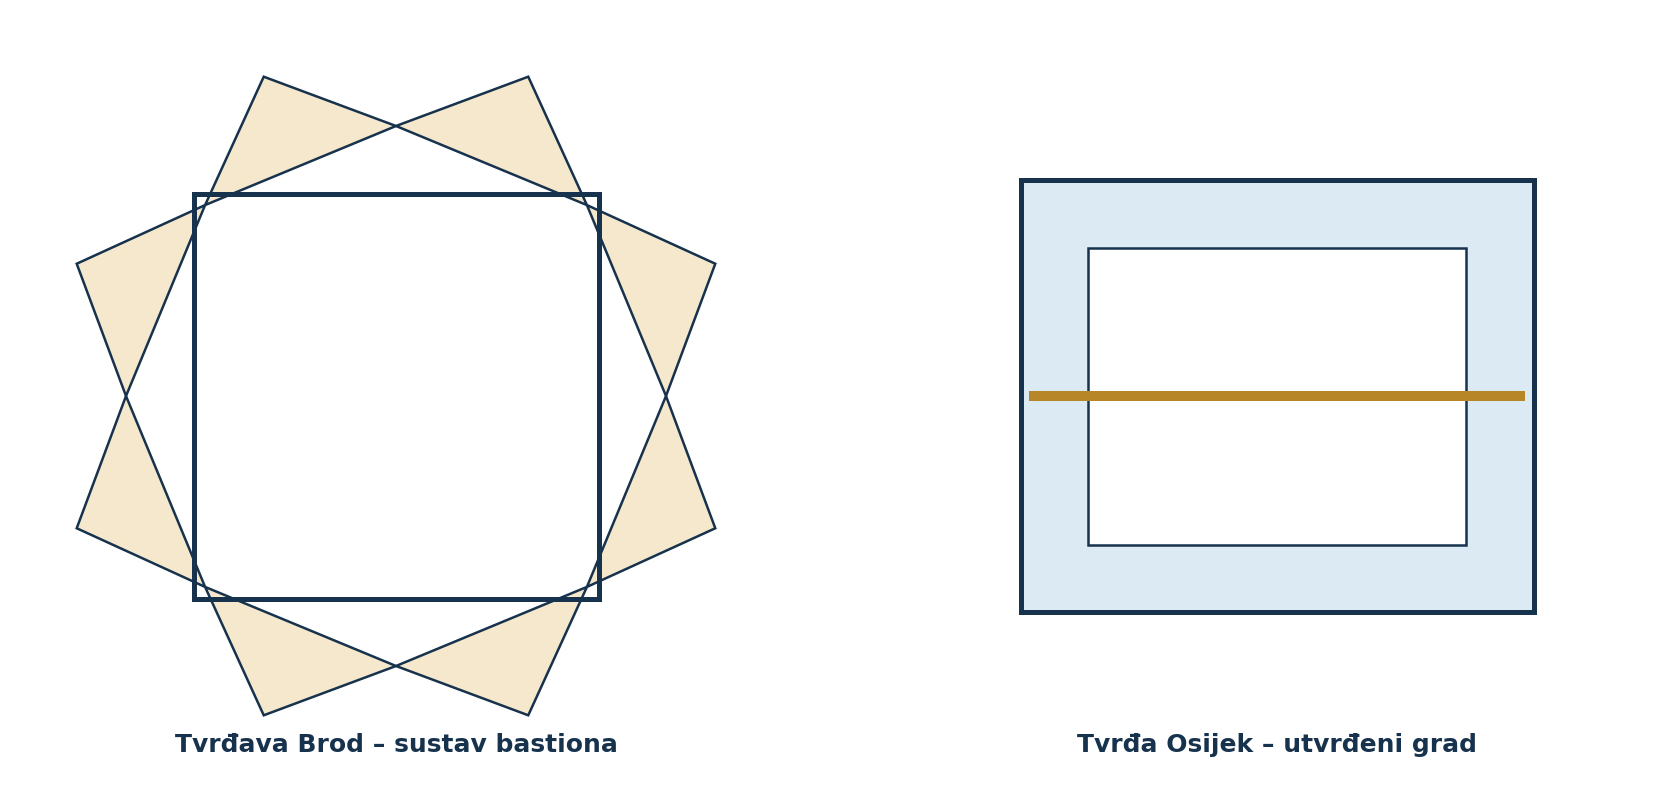 Tvrđava Brod – sustav bastiona
Tvrđa Osijek – utvrđeni grad